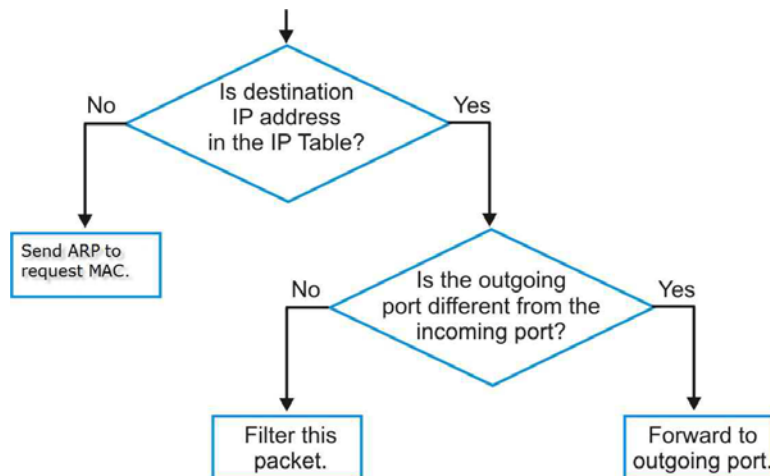 Is destination
IP address
in the IP Table?
No
Yes
Send ARP to
request MAC.
Is the outgoing
port different from the
incoming port?
No
Yes
Filter this
packet.
Forward to
outgoing port.